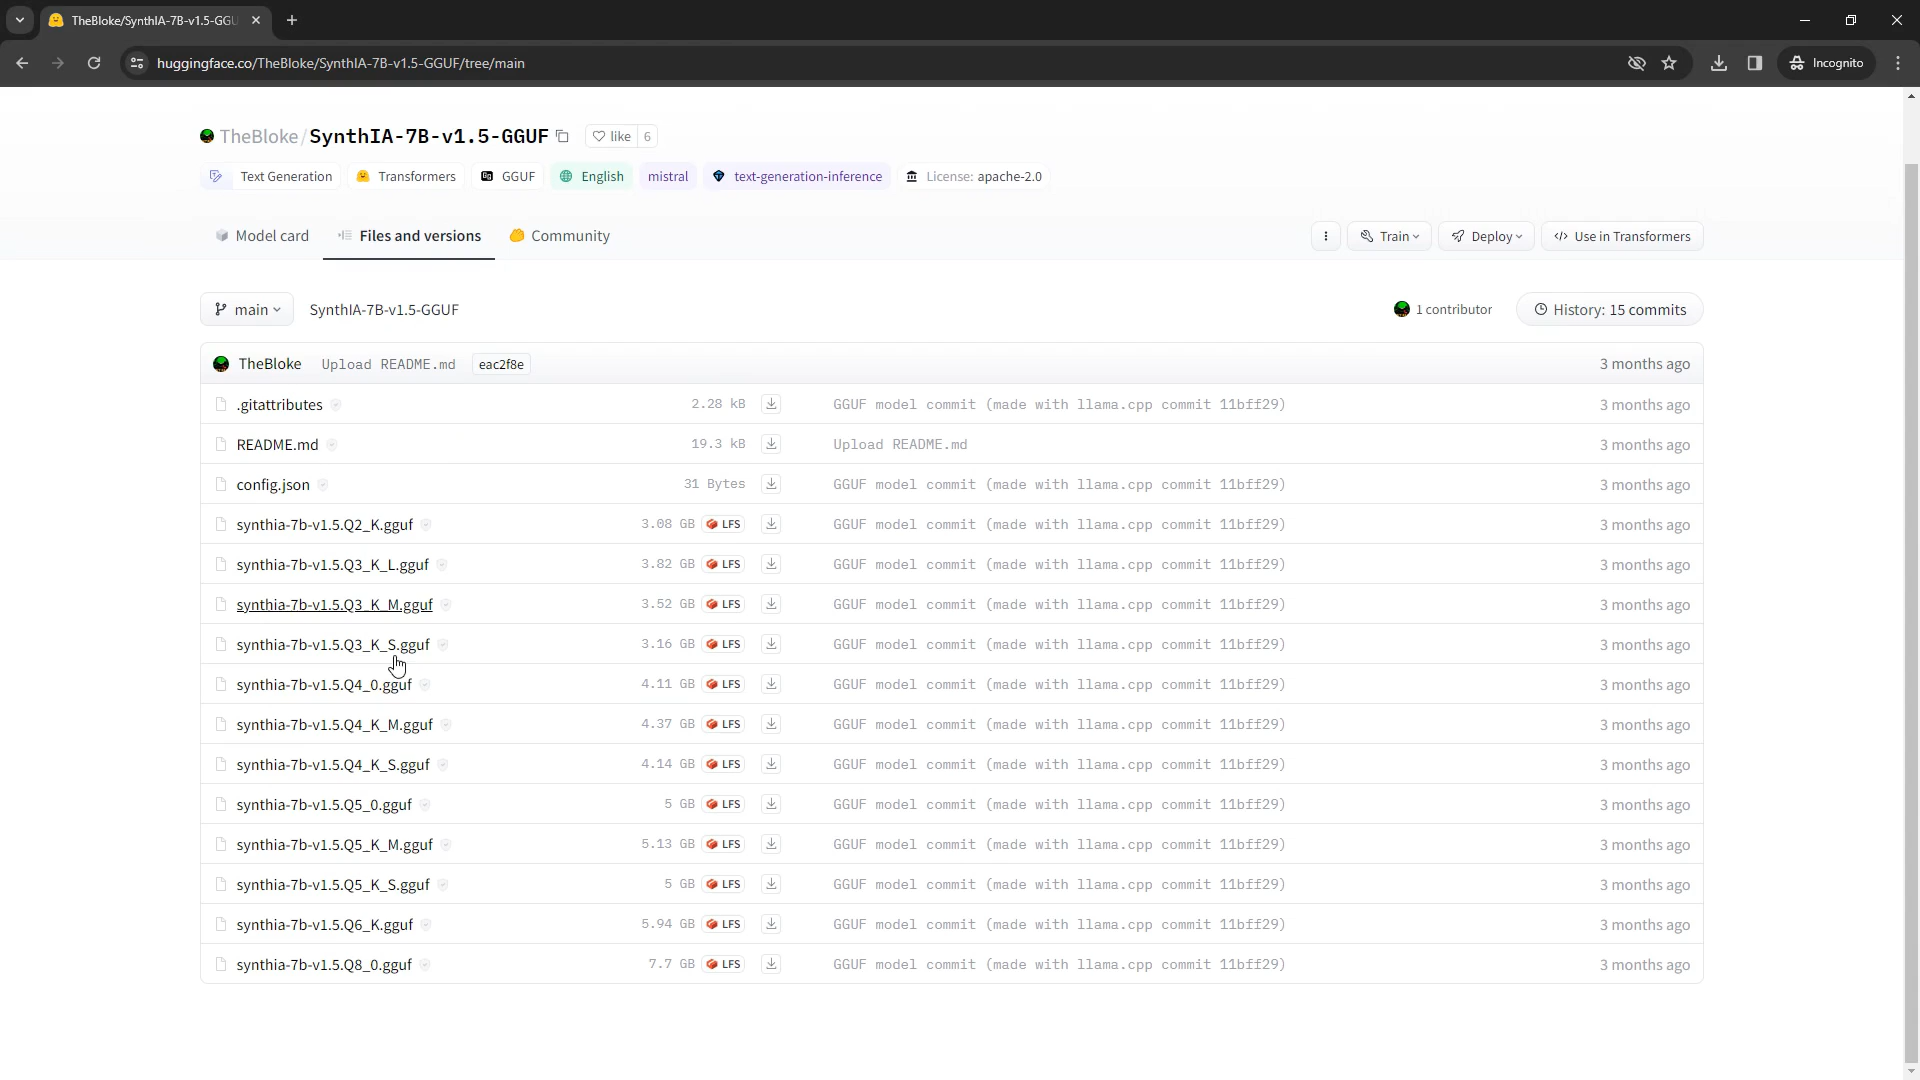 TheBloke/SynthIA-7B-v1.5-GGU
huggingface.co/TheBloke/SynthIA-7B-v1.5-GGUF/tree/main
Incognito
TheBloke/SynthIA-7B-v1.5-GGUF like 6
Text Generation Transformers GGUF English mistral text-generation-inference License: apache-2.0
Model card Files and versions Community Train Deploy Use in Transformers
main SynthIA-7B-v1.5-GGUF 1 contributor History: 15 commits
TheBloke Upload README.md eac2f8e 3 months ago
.gitattributes 2.28 kB GGUF model commit (made with llama.cpp commit 11bff29) 3 months ago
README.md 19.3 kB Upload README.md 3 months ago
config.json 31 Bytes GGUF model commit (made with llama.cpp commit 11bff29) 3 months ago
synthia-7b-v1.5.Q2_K.gguf 3.08 GB LFS GGUF model commit (made with llama.cpp commit 11bff29) 3 months ago
synthia-7b-v1.5.Q3_K_L.gguf 3.82 GB LFS GGUF model commit (made with llama.cpp commit 11bff29) 3 months ago
synthia-7b-v1.5.Q3_K_M.gguf 3.52 GB LFS GGUF model commit (made with llama.cpp commit 11bff29) 3 months ago
synthia-7b-v1.5.Q3_K_S.gguf 3.16 GB LFS GGUF model commit (made with llama.cpp commit 11bff29) 3 months ago
synthia-7b-v1.5.Q4_0.gguf 4.11 GB LFS GGUF model commit (made with llama.cpp commit 11bff29) 3 months ago
synthia-7b-v1.5.Q4_K_M.gguf 4.37 GB LFS GGUF model commit (made with llama.cpp commit 11bff29) 3 months ago
synthia-7b-v1.5.Q4_K_S.gguf 4.14 GB LFS GGUF model commit (made with llama.cpp commit 11bff29) 3 months ago
synthia-7b-v1.5.Q5_0.gguf 5 GB LFS GGUF model commit (made with llama.cpp commit 11bff29) 3 months ago
synthia-7b-v1.5.Q5_K_M.gguf 5.13 GB LFS GGUF model commit (made with llama.cpp commit 11bff29) 3 months ago
synthia-7b-v1.5.Q5_K_S.gguf 5 GB LFS GGUF model commit (made with llama.cpp commit 11bff29) 3 months ago
synthia-7b-v1.5.Q6_K.gguf 5.94 GB LFS GGUF model commit (made with llama.cpp commit 11bff29) 3 months ago
synthia-7b-v1.5.Q8_0.gguf 7.7 GB LFS GGUF model commit (made with llama.cpp commit 11bff29) 3 months ago